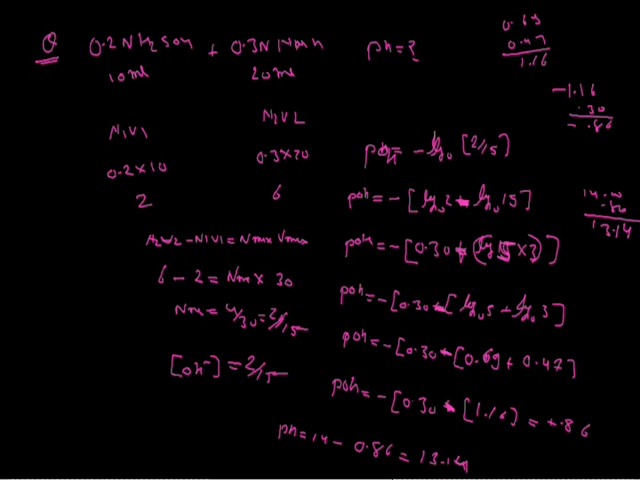 Q 0.2 N H2SO4 + 0.3N NaOH pH=?
10ml 20ml
0.69
0.47
1.16
-1.16
.30
-.86
N1V1 N2V2
0.2×10 0.3×20
2 6
N2V2 - N1V1 = Nmix Vmix
6 - 2 = Nm × 30
Nm = 4/30 = 2/15
[OH-] = 2/15
pOH = - log10 [2/15]
pOH = - [log10 2 - log10 15]
pOH = - [0.30 - (log 5×3)]
pOH = - [0.30 - [log10 5 + log10 3]
pOH = - [0.30 - [0.69 + 0.47]
pOH = - [0.30 - [1.16] = +.86
pH = 14 - 0.86 = 13.14
14.00
.86
13.14